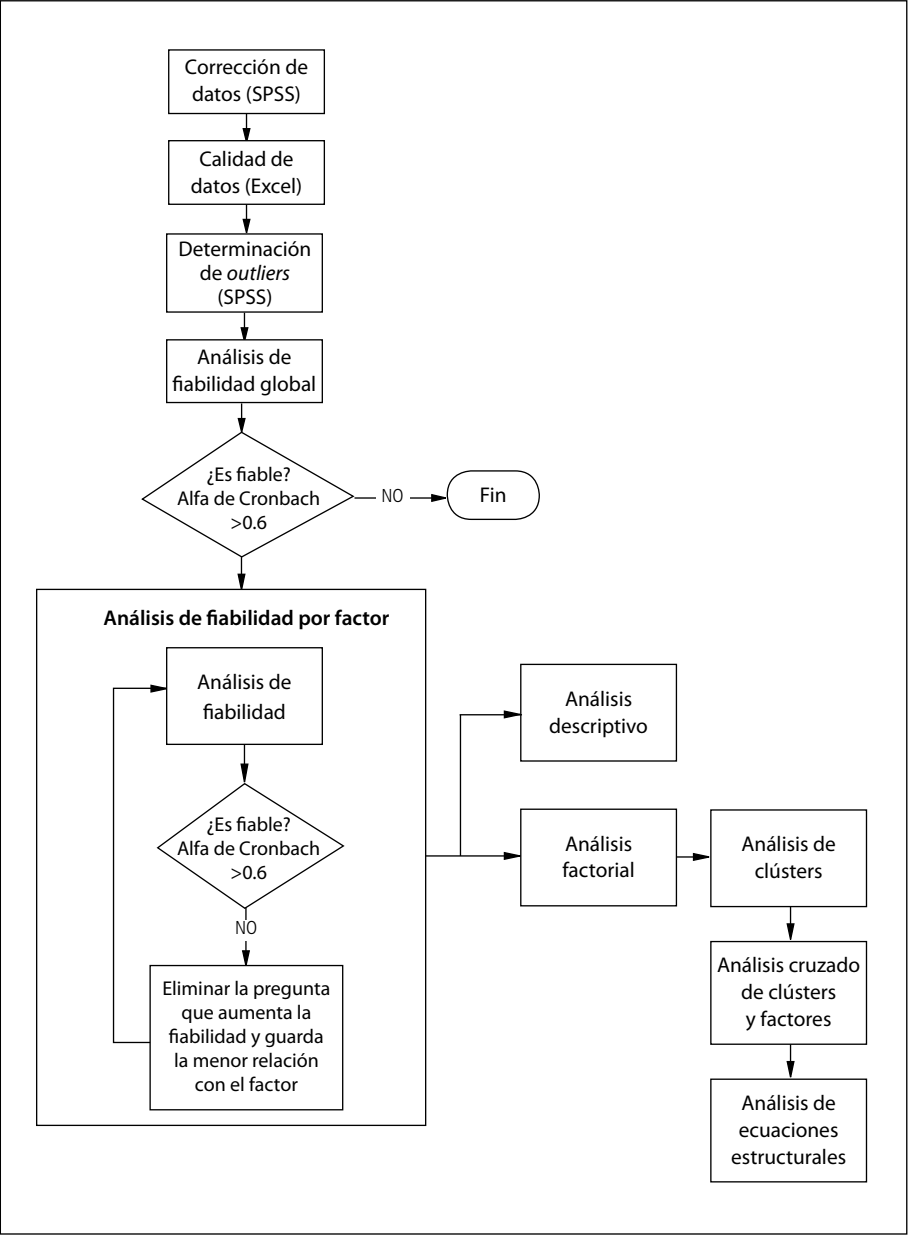 Corrección de
datos (SPSS)
Calidad de
datos (Excel)
Determinación
de outliers
(SPSS)
Análisis de
fiabilidad global
¿Es fiable?
Alfa de Cronbach
>0.6
NO
Fin
Análisis de fiabilidad por factor
Análisis de
fiabilidad
¿Es fiable?
Alfa de Cronbach
>0.6
NO
Eliminar la pregunta
que aumenta la
fiabilidad y guarda
la menor relación
con el factor
Análisis
descriptivo
Análisis
factorial
Análisis de
clústers
Análisis cruzado
de clústers
y factores
Análisis de
ecuaciones
estructurales